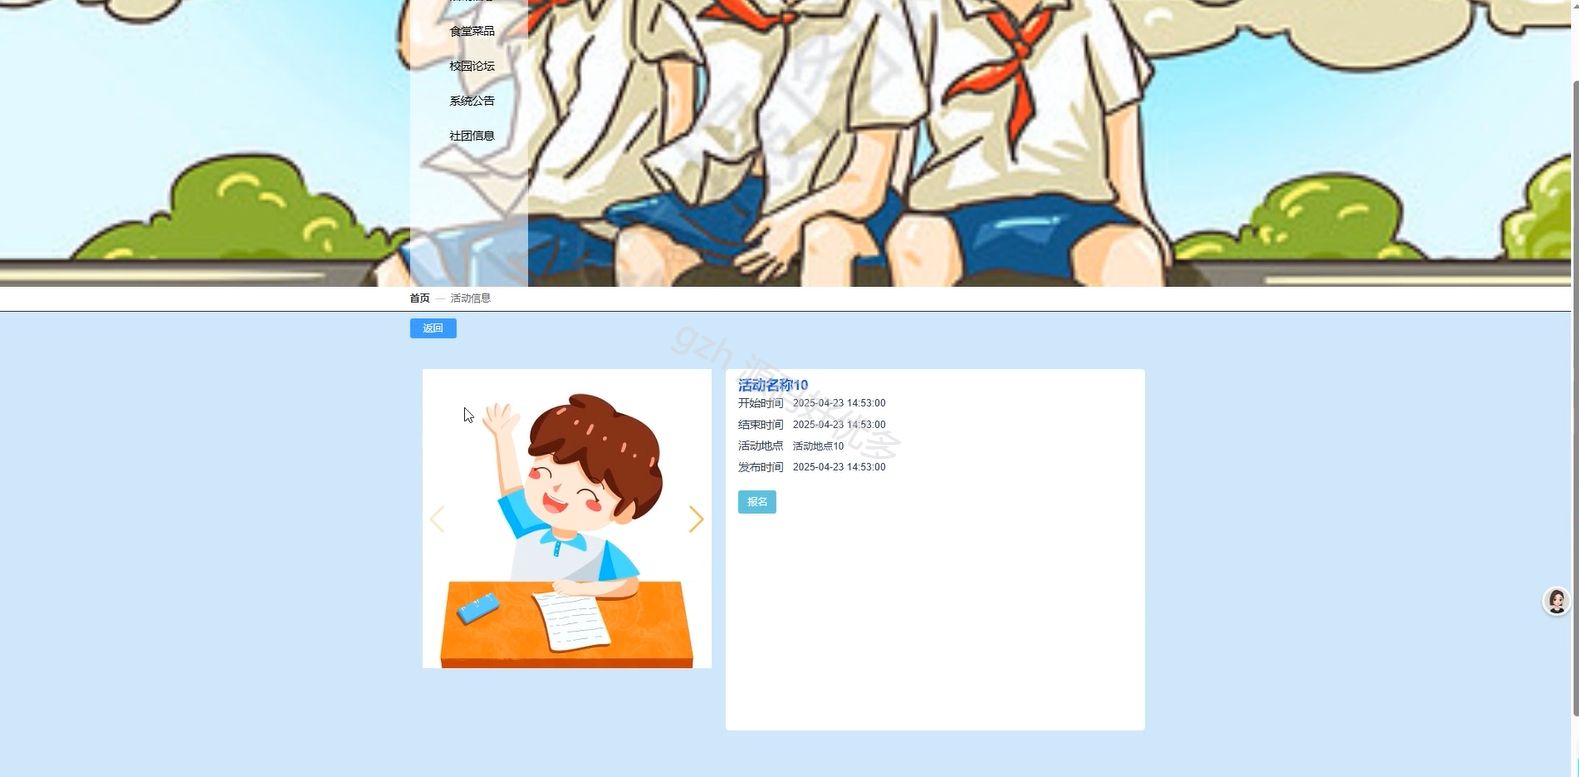 食堂菜品
校园论坛
系统公告
社团信息
首页 — 活动信息
返回
活动名称10
开始时间 2025-04-23 14:53:00
结束时间 2025-04-23 14:53:00
活动地点 活动地点10
发布时间 2025-04-23 14:53:00
报名
gzh 源码好优多